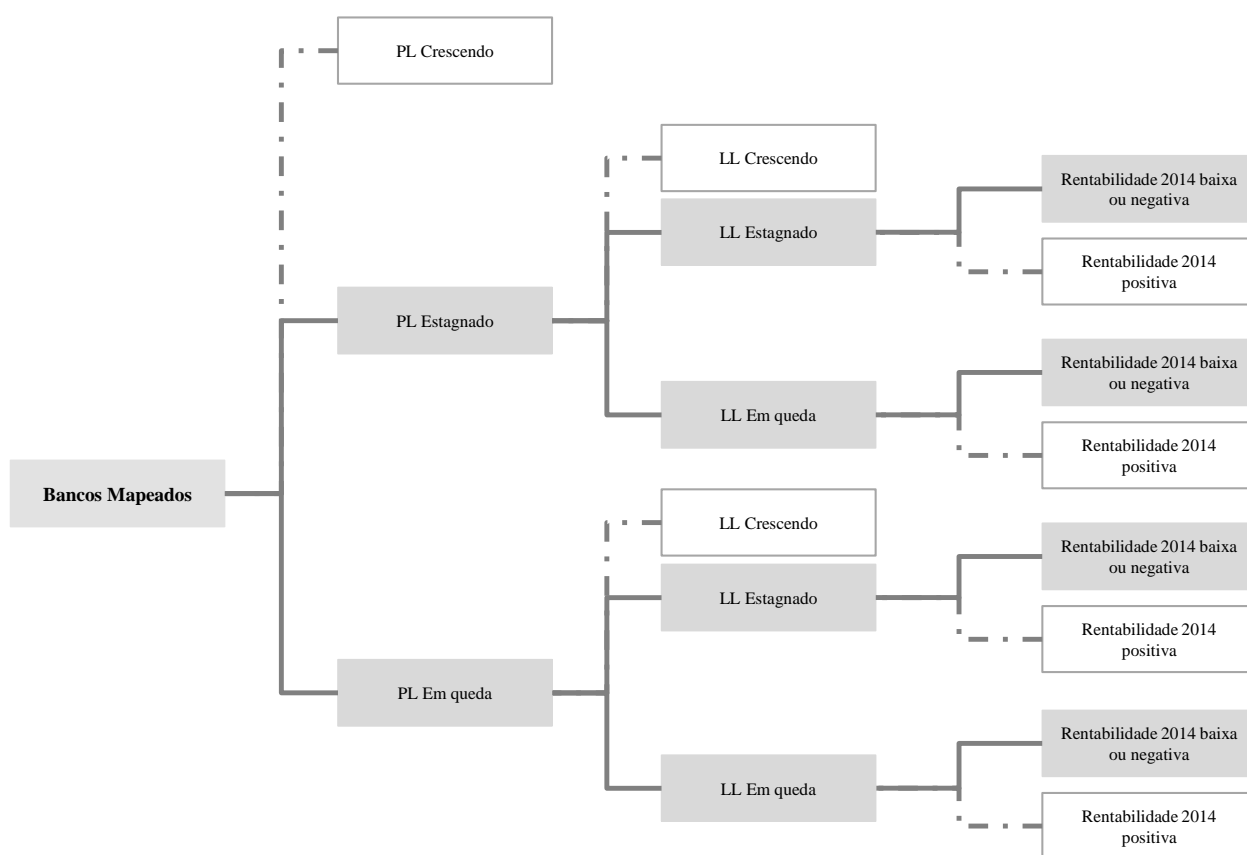 PL Crescendo
LL Crescendo
Rentabilidade 2014 baixa
ou negativa
LL Estagnado
Rentabilidade 2014
positiva
PL Estagnado
Rentabilidade 2014 baixa
ou negativa
LL Em queda
Rentabilidade 2014
positiva
Bancos Mapeados
LL Crescendo
Rentabilidade 2014 baixa
ou negativa
LL Estagnado
Rentabilidade 2014
positiva
PL Em queda
Rentabilidade 2014 baixa
ou negativa
LL Em queda
Rentabilidade 2014
positiva